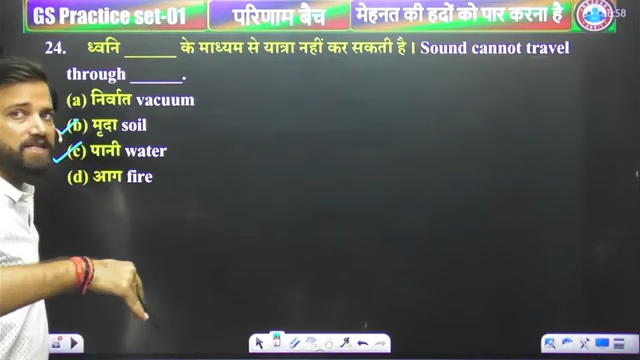 GS Practice set-01 परिणाम बैच मेहनत की हदों को पार करना है
24. ध्वनि ______ के माध्यम से यात्रा नहीं कर सकती है । Sound cannot travel
through ______.
(a) निर्वात vacuum
(b) मृदा soil
(c) पानी water
(d) आग fire